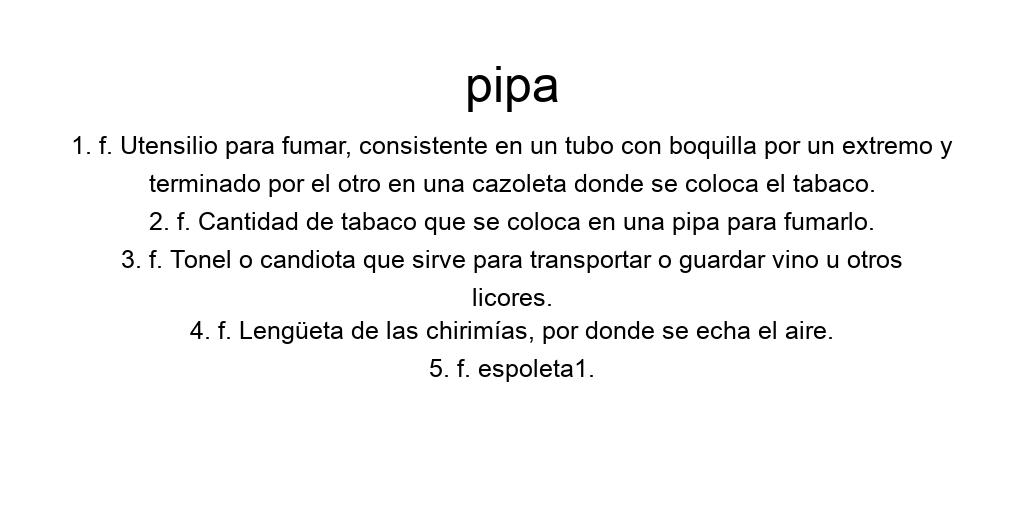 pipa
1. f. Utensilio para fumar, consistente en un tubo con boquilla por un extremo y
terminado por el otro en una cazoleta donde se coloca el tabaco.
2. f. Cantidad de tabaco que se coloca en una pipa para fumarlo.
3. f. Tonel o candiota que sirve para transportar o guardar vino u otros
licores.
4. f. Lengüeta de las chirimías, por donde se echa el aire.
5. f. espoleta1.